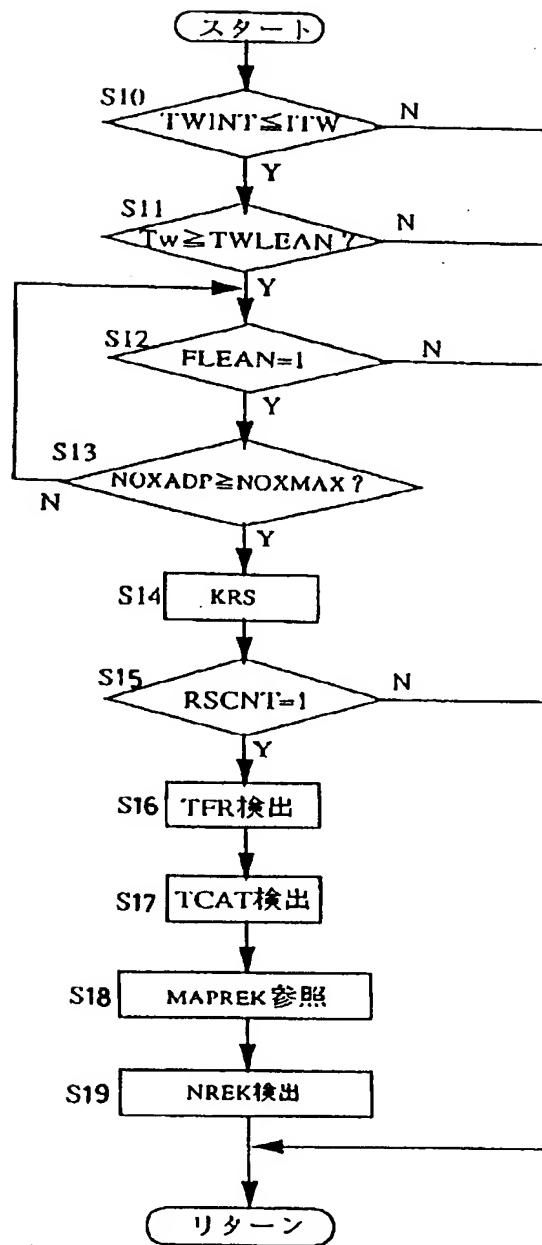 スタート
S10
TWINT≦ITW
N
Y
S11
Tw≧TWLEAN?
N
Y
S12
FLEAN=1
N
Y
S13
NOXADP≧NOXMAX?
N
Y
S14
KRS
S15
RSCNT=1
N
Y
S16
TFR検出
S17
TCAT検出
S18
MAPREK参照
S19
NREK検出
リターン